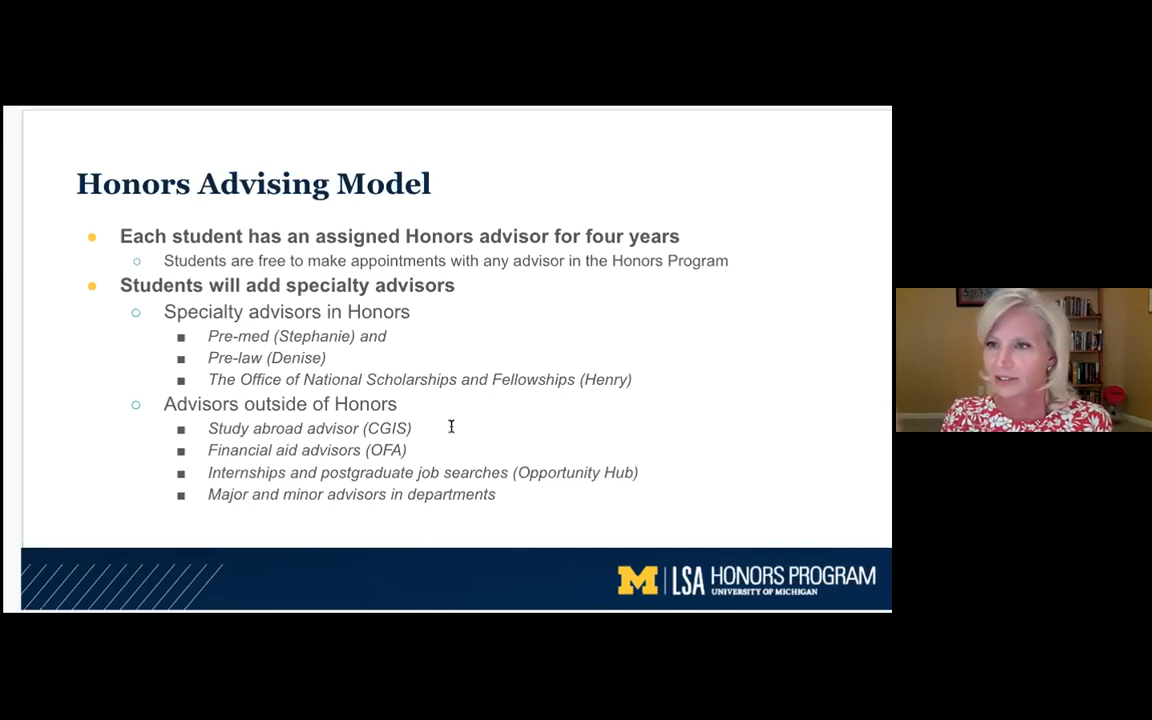 Honors Advising Model
Each student has an assigned Honors advisor for four years
Students are free to make appointments with any advisor in the Honors Program
Students will add specialty advisors
Specialty advisors in Honors
Pre-med (Stephanie) and
Pre-law (Denise)
The Office of National Scholarships and Fellowships (Henry)
Advisors outside of Honors
Study abroad advisor (CGIS)
Financial aid advisors (OFA)
Internships and postgraduate job searches (Opportunity Hub)
Major and minor advisors in departments
M LSA HONORS PROGRAM
UNIVERSITY OF MICHIGAN